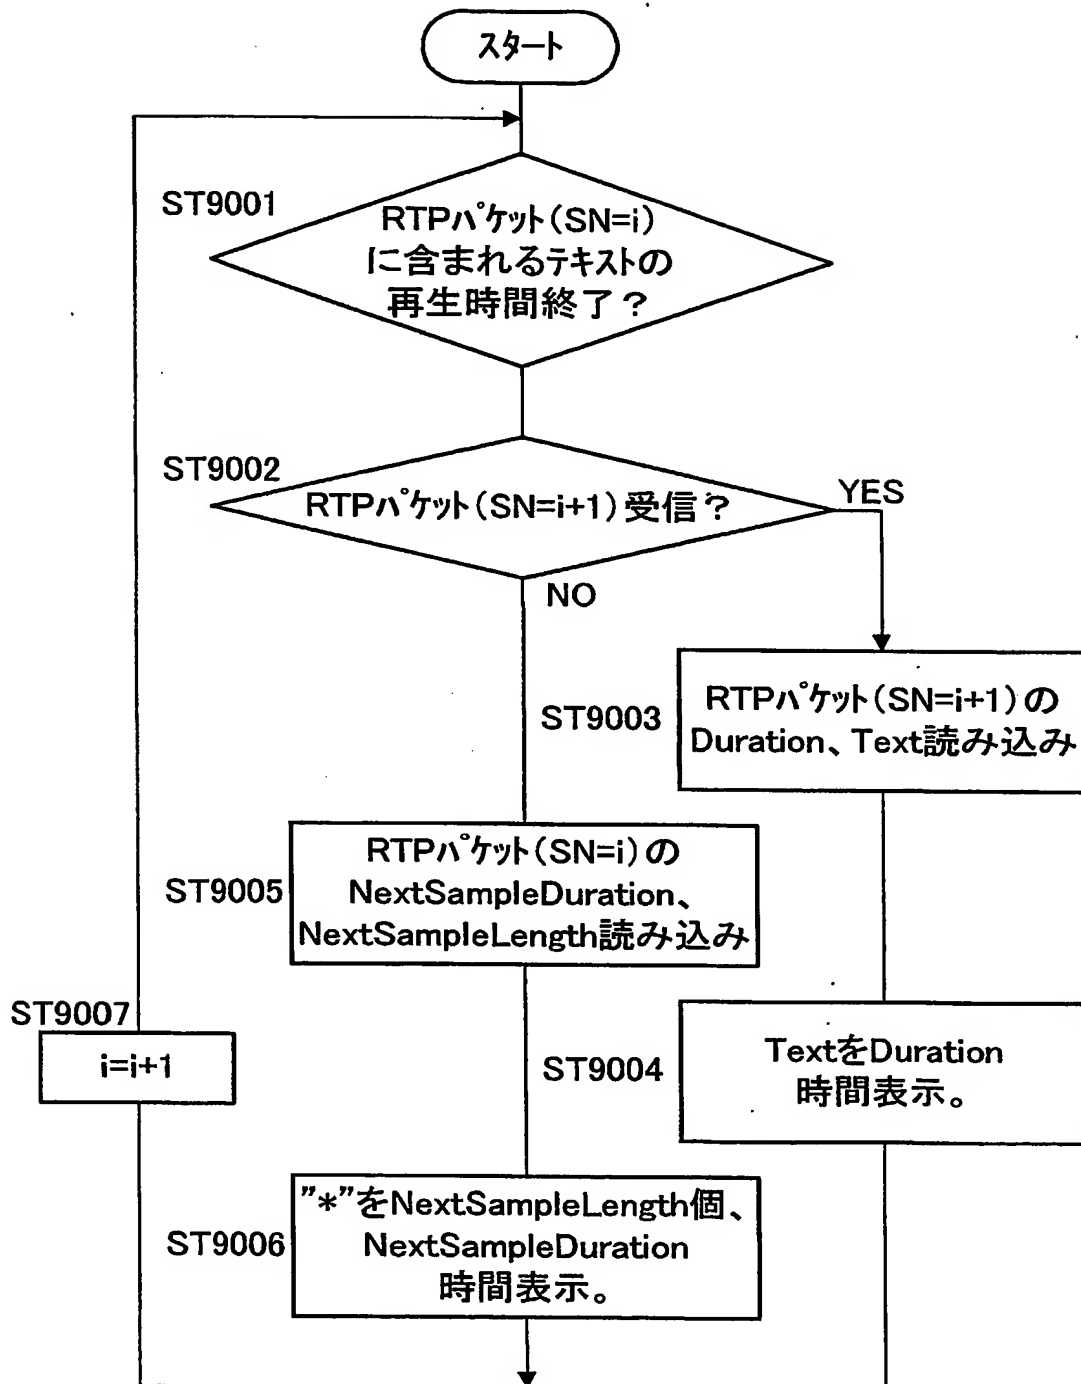 スタート
ST9001
RTPパケット(SN=i)
に含まれるテキストの
再生時間終了？
ST9002
RTPパケット(SN=i+1)受信？
YES
NO
ST9003
RTPパケット(SN=i+1)の
Duration、Text読み込み
ST9005
RTPパケット(SN=i)の
NextSampleDuration、
NextSampleLength読み込み
ST9007
i=i+1
ST9004
TextをDuration
時間表示。
ST9006
"*"をNextSampleLength個、
NextSampleDuration
時間表示。